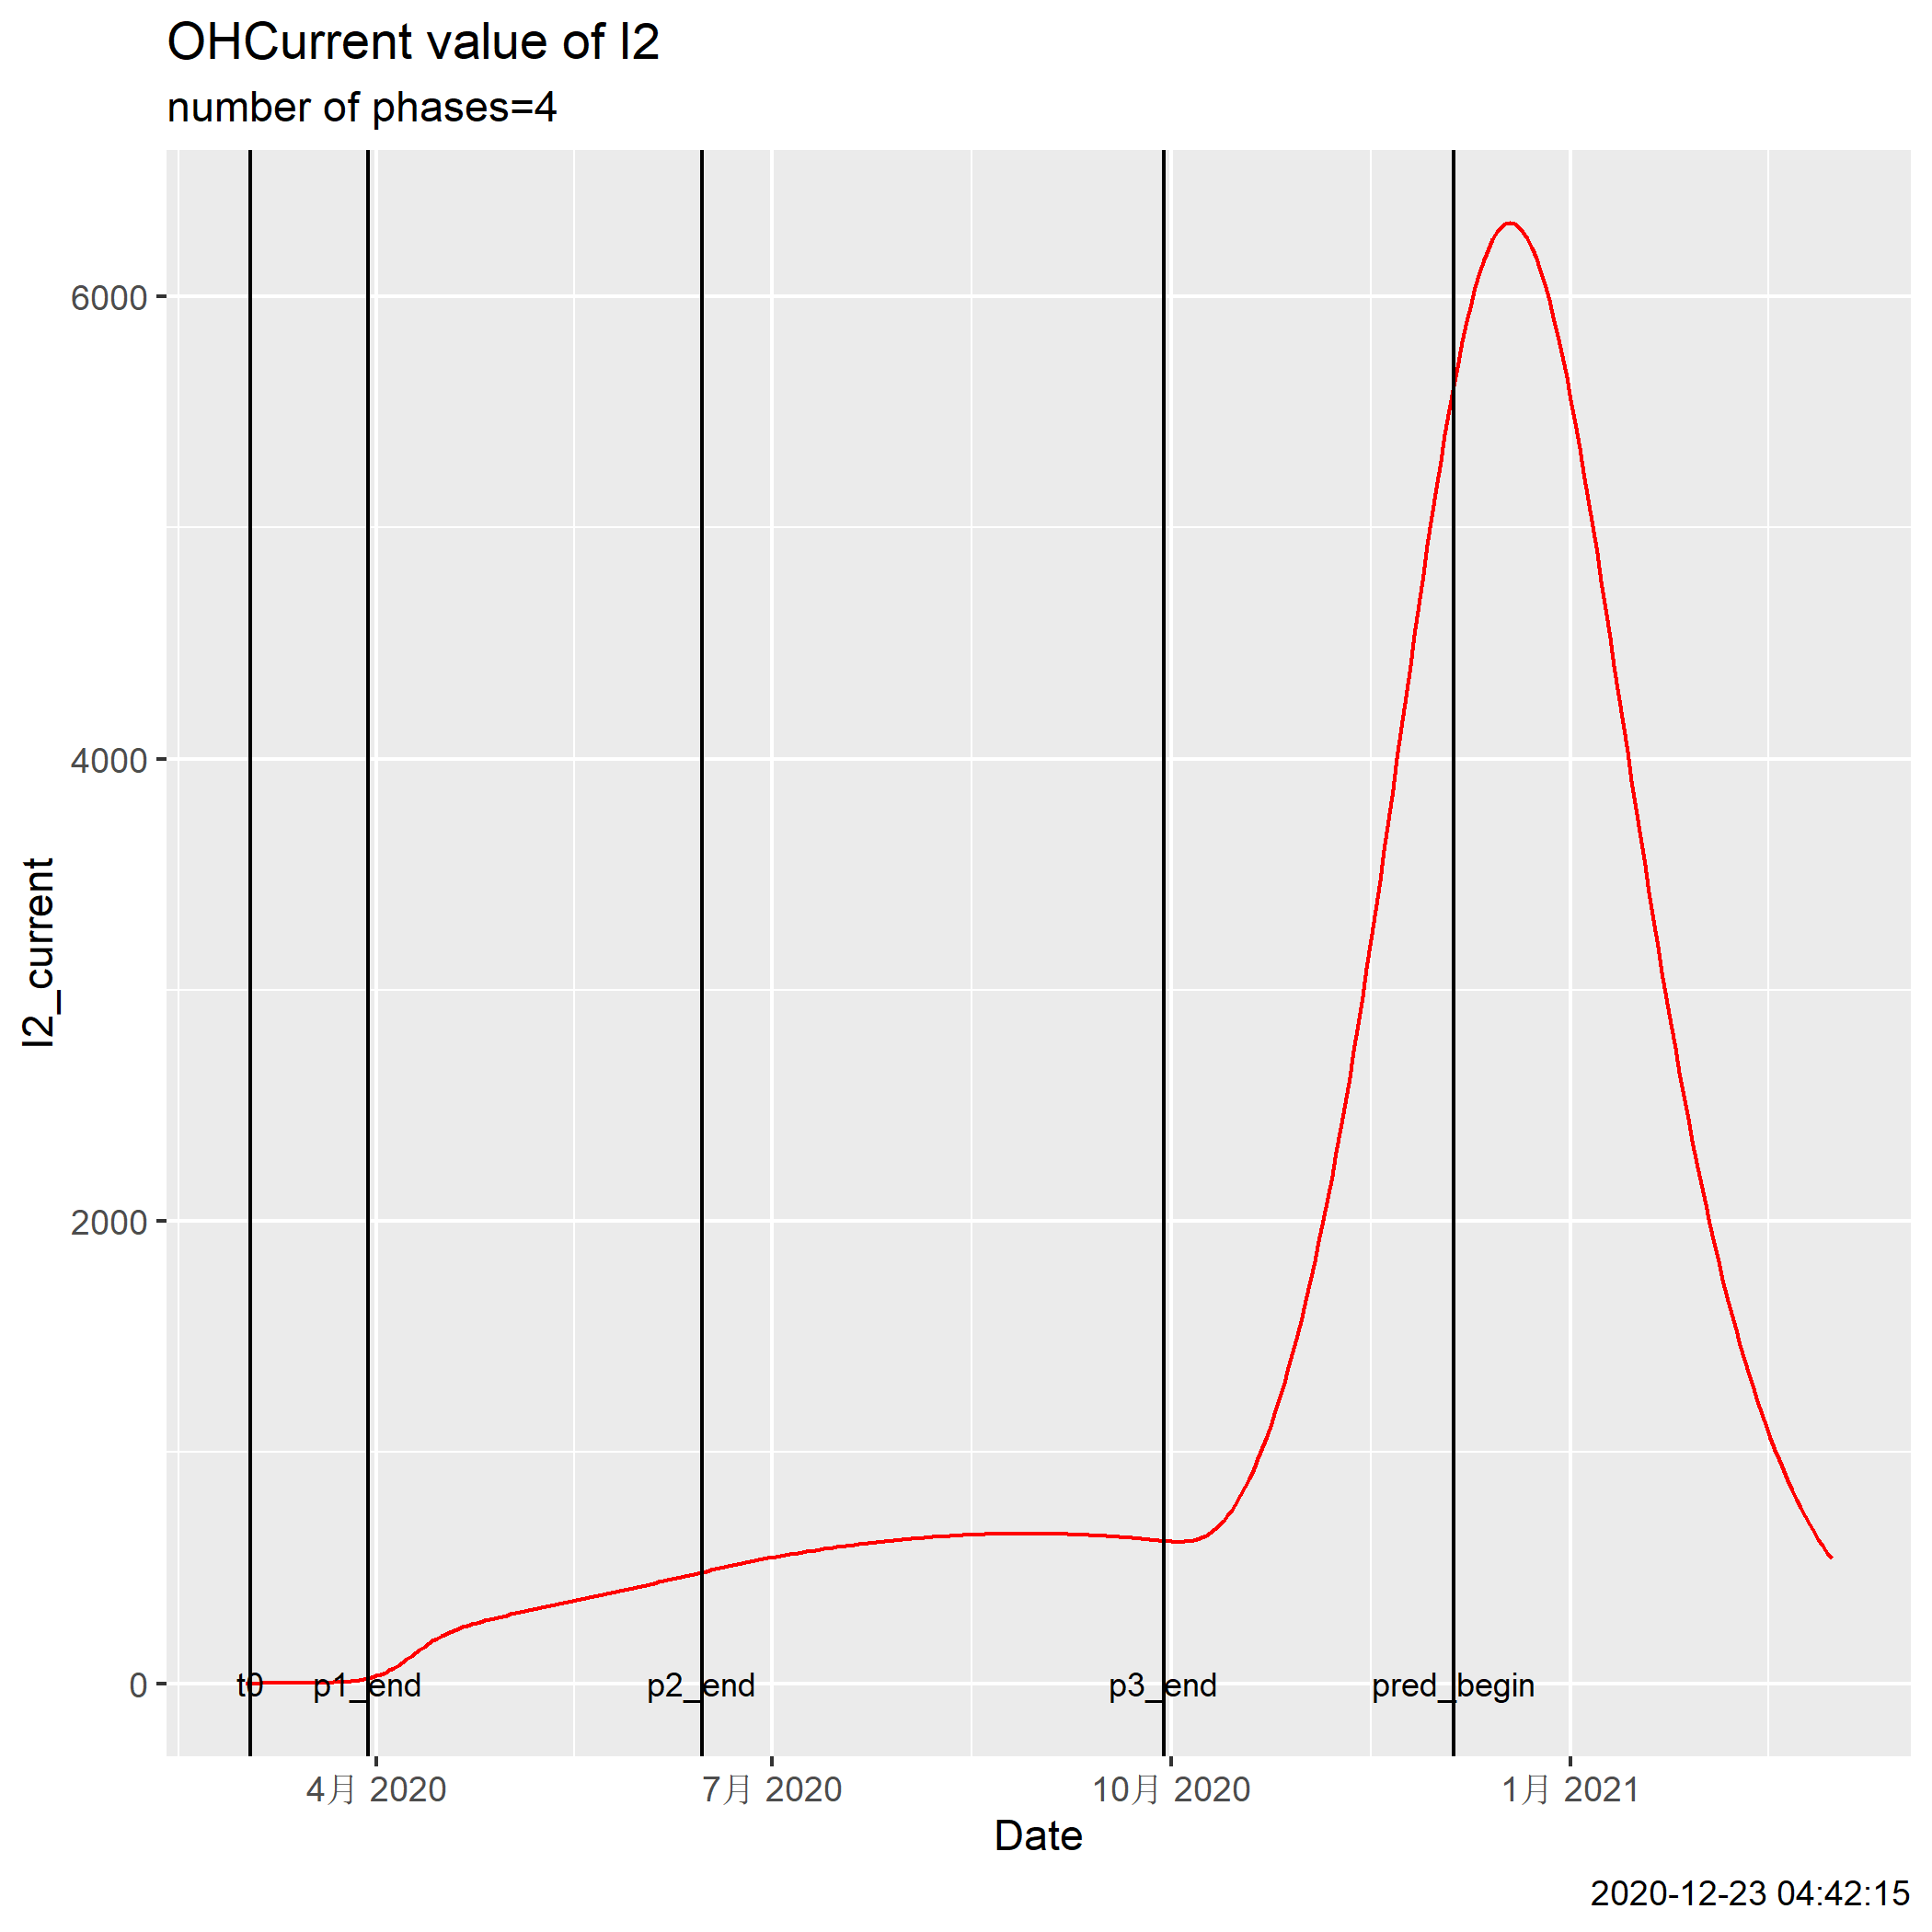 OHCurrent value of I2
number of phases=4
6000
4000
2000
0
I2_current
t0
p1_end
p2_end
p3_end
pred_begin
4月 2020
7月 2020
10月 2020
1月 2021
Date
2020-12-23 04:42:15